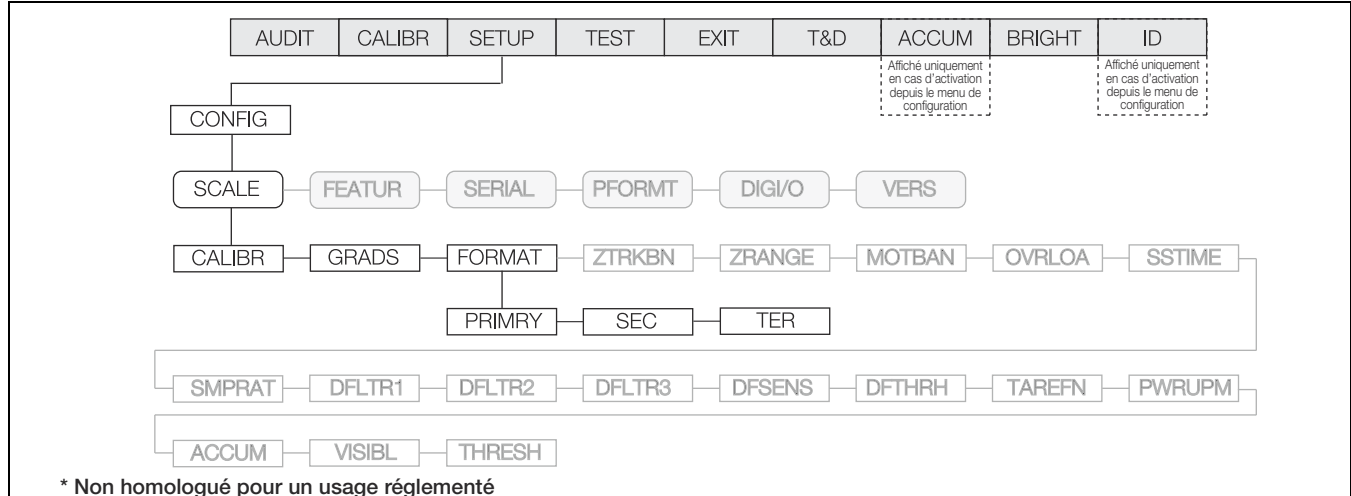 AUDIT CALIBR SETUP TEST EXIT T&D ACCUM BRIGHT ID
Affiché uniquement
en cas d'activation
depuis le menu de
configuration
Affiché uniquement
en cas d'activation
depuis le menu de
configuration
CONFIG
SCALE FEATUR SERIAL PFORMT DIGI/O VERS
CALIBR GRADS FORMAT ZTRKBN ZRANGE MOTBAN OVRLOA SSTIME
PRIMRY SEC TER
SMPRAT DFLTR1 DFLTR2 DFLTR3 DFSENS DFTHRH TAREFN PWRUPM
ACCUM VISIBL THRESH
* Non homologué pour un usage réglementé